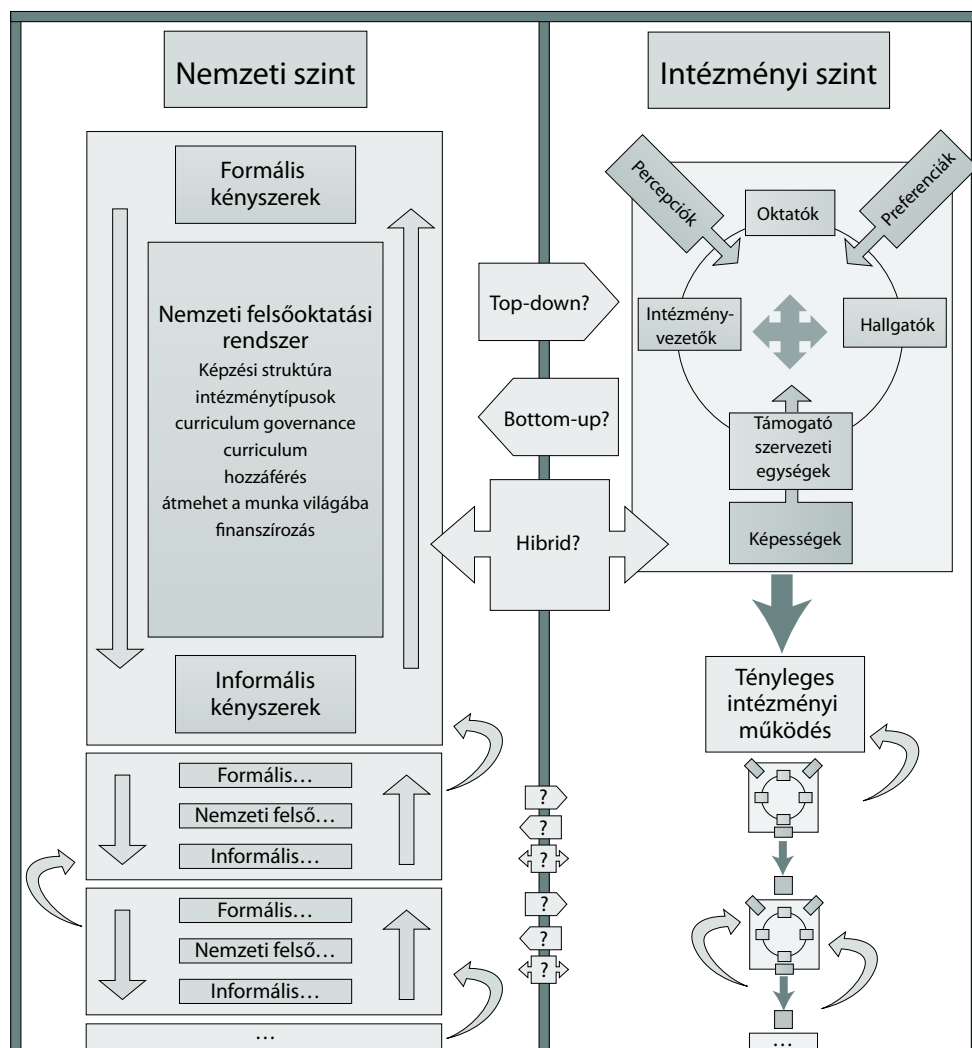 Nemzeti szint
Formális
kényszerek
Nemzeti felsőoktatási
rendszer
Képzési struktúra
intézménytípusok
curriculum governance
curriculum
hozzáférés
átmehet a munka világába
finanszírozás
Informális
kényszerek
Formális…
Nemzeti felső…
Informális…
Formális…
Nemzeti felső…
Informális…
…
Top-down?
Bottom-up?
Hibrid?
?
?
?
?
?
?
Intézményi szint
Percepciók
Preferenciák
Oktatók
Intézmény-
vezetők
Hallgatók
Támogató
szervezeti
egységek
Képességek
Tényleges
intézményi
működés
…